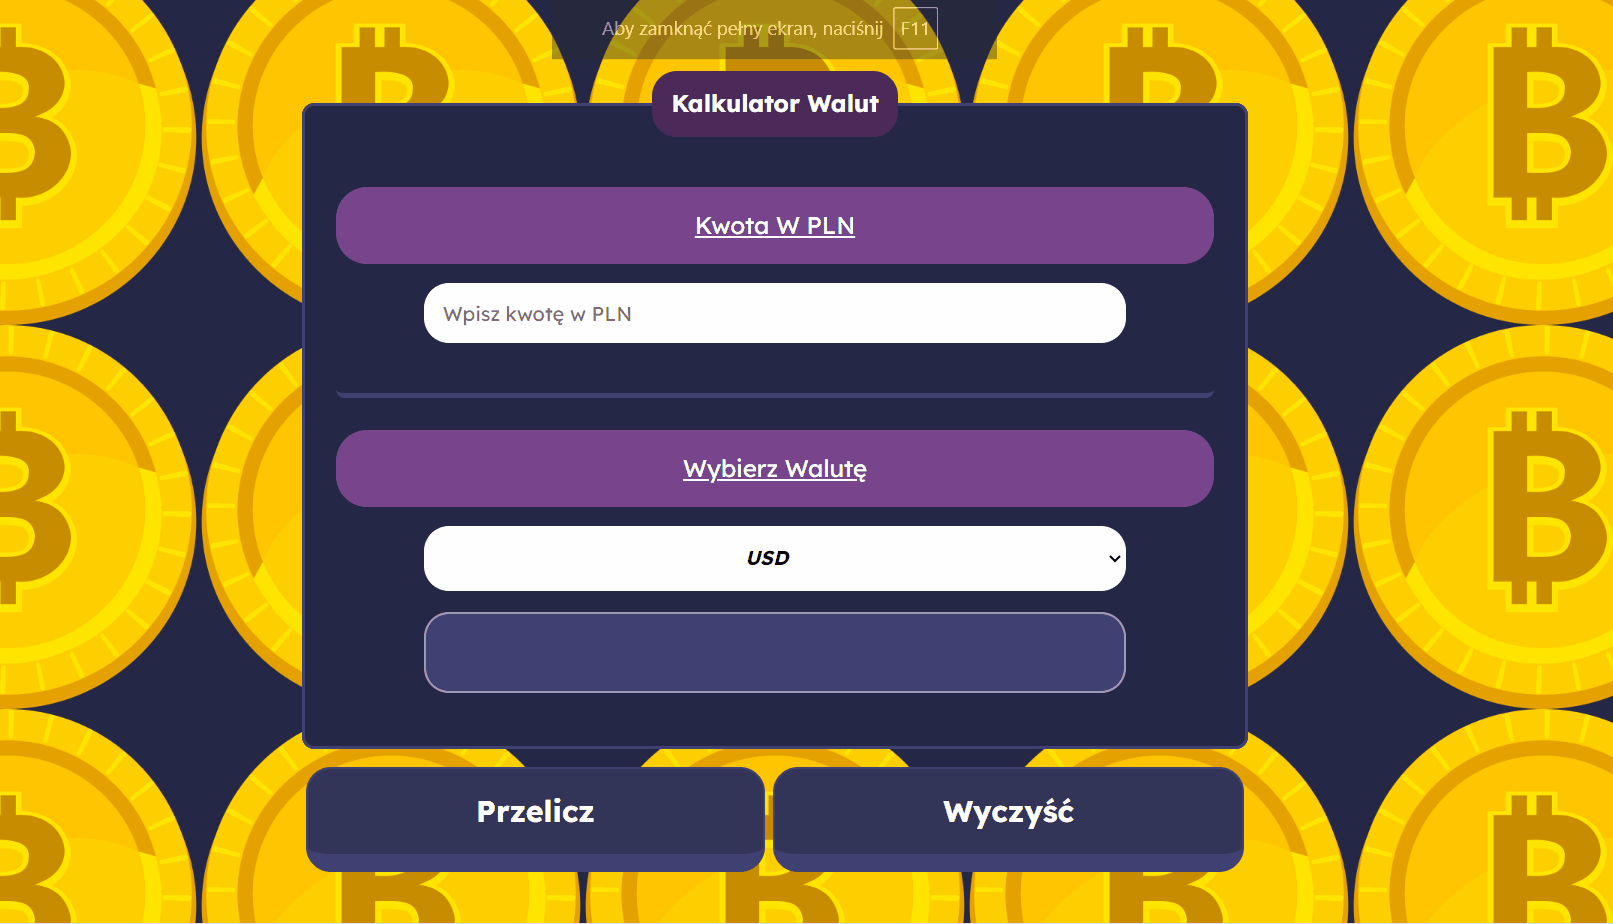 Aby zamknąć pełny ekran, naciśnij F11
Kalkulator Walut
Kwota W PLN
Wpisz kwotę w PLN
Wybierz Walutę
USD
Przelicz
Wyczyść